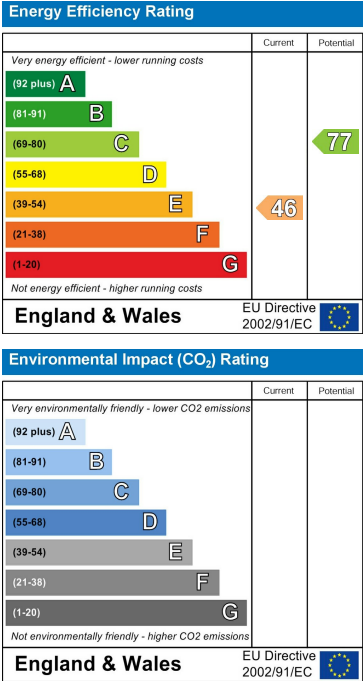 Energy Efficiency Rating
Current Potential
Very energy efficient - lower running costs
(92 plus) A
(81-91) B
(69-80) C
77
(55-68) D
(39-54) E
46
(21-38) F
(1-20) G
Not energy efficient - higher running costs
England & Wales
EU Directive
2002/91/EC
Environmental Impact (CO₂) Rating
Current Potential
Very environmentally friendly - lower CO2 emissions
(92 plus) A
(81-91) B
(69-80) C
(55-68) D
(39-54) E
(21-38) F
(1-20) G
Not environmentally friendly - higher CO2 emissions
England & Wales
EU Directive
2002/91/EC